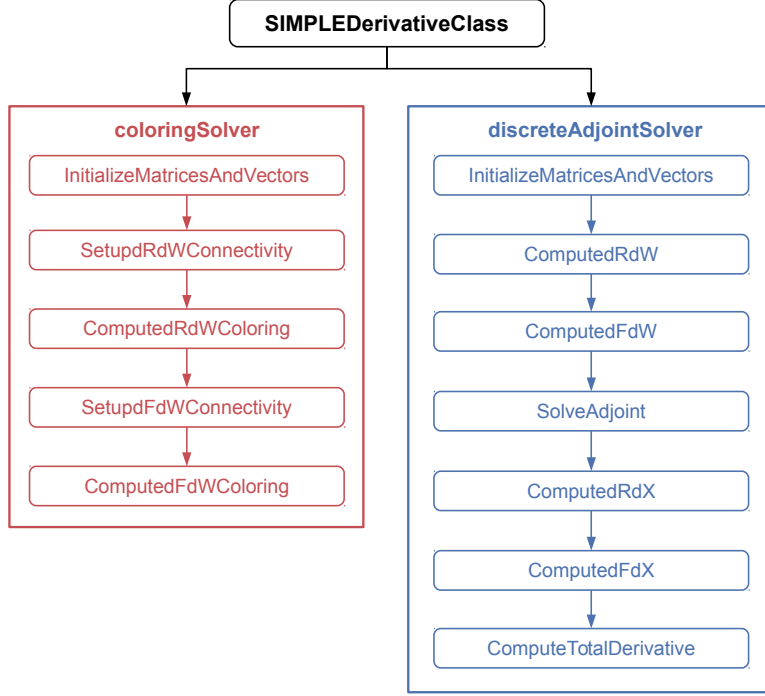 SIMPLEDerivativeClass
coloringSolver
InitializeMatricesAndVectors
SetupdRdWConnectivity
ComputedRdWColoring
SetupdFdWConnectivity
ComputedFdWColoring
discreteAdjointSolver
InitializeMatricesAndVectors
ComputedRdW
ComputedFdW
SolveAdjoint
ComputedRdX
ComputedFdX
ComputeTotalDerivative